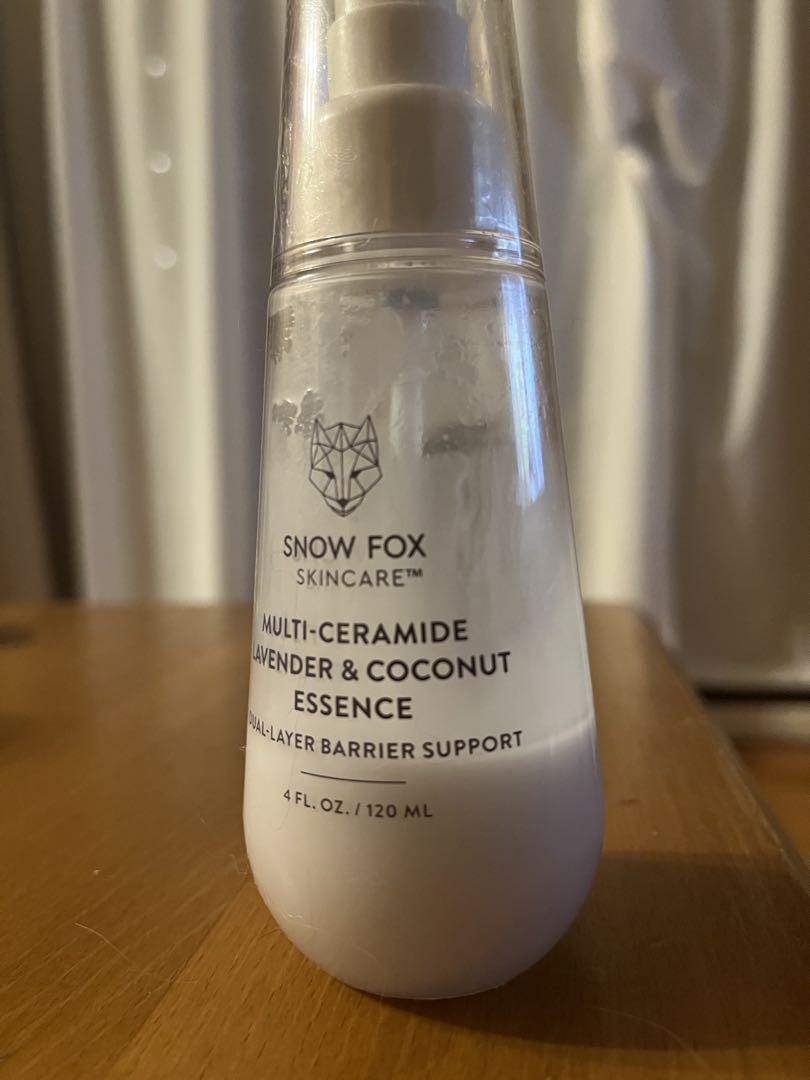 SNOW FOX
SKINCARE™
MULTI-CERAMIDE
LAVENDER & COCONUT
ESSENCE
DUAL-LAYER BARRIER SUPPORT
4 FL. OZ. / 120 ML